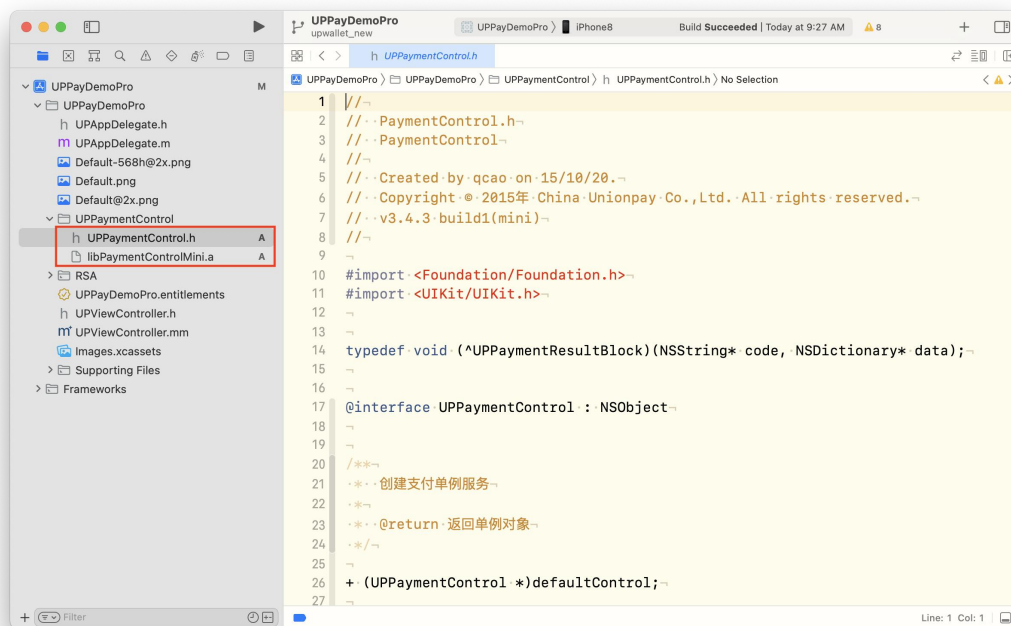 UPPayDemoPro
upwallet_new
UPPayDemoPro 〉 iPhone8
Build Succeeded | Today at 9:27 AM
8
UPPaymentControl.h
UPPayDemoPro 〉 UPPayDemoPro 〉 UPPaymentControl 〉 h UPPaymentControl.h 〉 No Selection
UPPayDemoPro M
UPPayDemoPro
h UPAppDelegate.h
m UPAppDelegate.m
Default-568h@2x.png
Default.png
Default@2x.png
UPPaymentControl
h UPPaymentControl.h A
libPaymentControlMini.a A
RSA
UPPayDemoPro.entitlements
h UPViewController.h
m UPViewController.mm
Images.xcassets
Supporting Files
Frameworks
Filter
1 //
2 // PaymentControl.h
3 // PaymentControl
4 //
5 // Created by qcao on 15/10/20.
6 // Copyright © 2015年 China Unionpay Co.,Ltd. All rights reserved.
7 // v3.4.3 build1(mini)
8 //
9
10 #import <Foundation/Foundation.h>
11 #import <UIKit/UIKit.h>
12
13
14 typedef void (^UPPaymentResultBlock)(NSString* code, NSDictionary* data);
15
16
17 @interface UPPaymentControl : NSObject
18
19
20 /**
21 * 创建支付单例服务
22 *
23 * @return 返回单例对象
24 */
25
26 + (UPPaymentControl *)defaultControl;
27
Line: 1 Col: 1